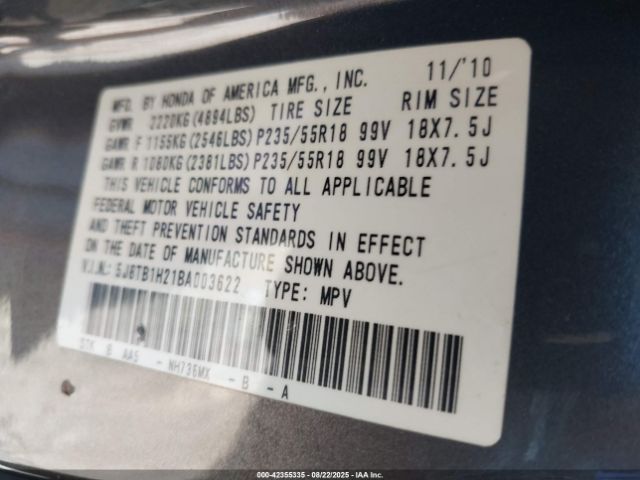 MFD. BY HONDA OF AMERICA MFG., INC. 11/'10
GVWR 2220KG(4894LBS) TIRE SIZE RIM SIZE
GAWR F 1155KG(2546LBS) P235/55R18 99V 18X7.5J
GAWR R 1080KG(2381LBS) P235/55R18 99V 18X7.5J
THIS VEHICLE CONFORMS TO ALL APPLICABLE
FEDERAL MOTOR VEHICLE SAFETY
AND THEFT PREVENTION STANDARDS IN EFFECT
ON THE DATE OF MANUFACTURE SHOWN ABOVE.
V.I.N.: 5J8TB1H21BA003622 TYPE: MPV
STK B AA5 - NH736MX - B - A
000-42355335 - 08/22/2025 - IAA Inc.